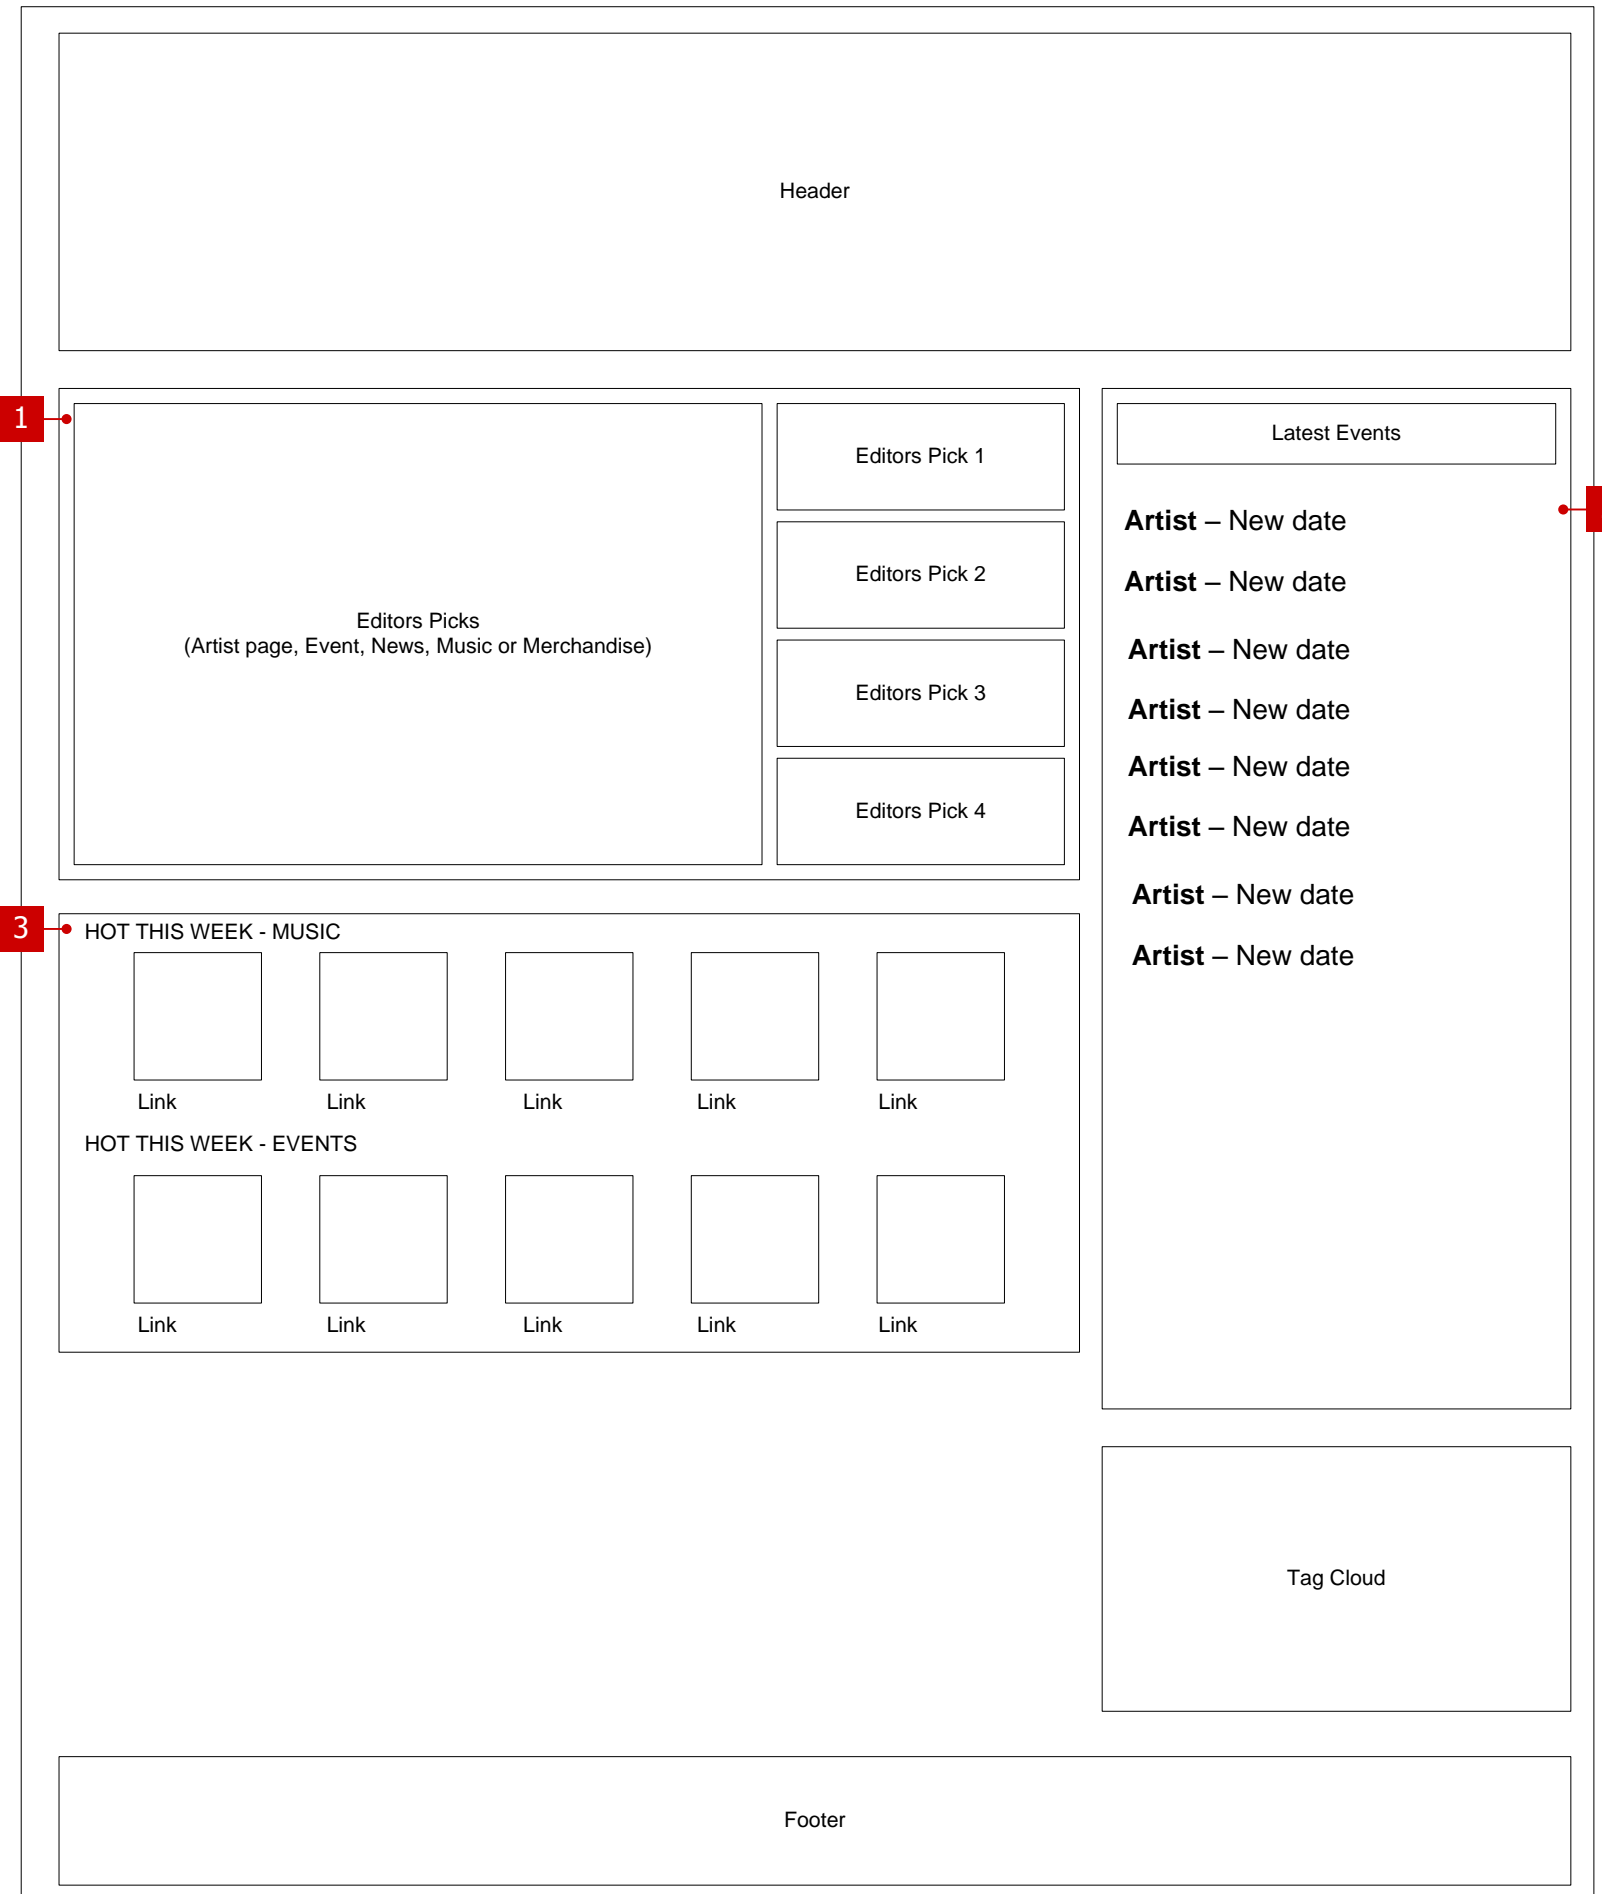 Header
1
Editors Picks
(Artist page, Event, News, Music or Merchandise)
Editors Pick 1
Editors Pick 2
Editors Pick 3
Editors Pick 4
Latest Events
Artist – New date
Artist – New date
Artist – New date
Artist – New date
Artist – New date
Artist – New date
Artist – New date
Artist – New date
3
HOT THIS WEEK - MUSIC
Link Link Link Link Link
HOT THIS WEEK - EVENTS
Link Link Link Link Link
Tag Cloud
Footer